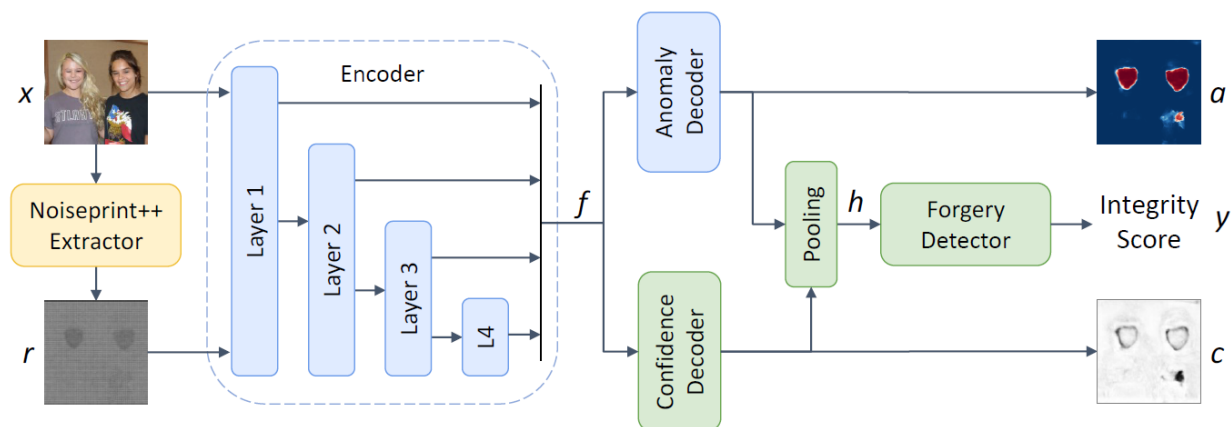 x
Noiseprint++
Extractor
r
Encoder
Layer 1
Layer 2
Layer 3
L4
f
Anomaly
Decoder
Confidence
Decoder
Pooling
h
Forgery
Detector
a
Integrity
Score
y
c